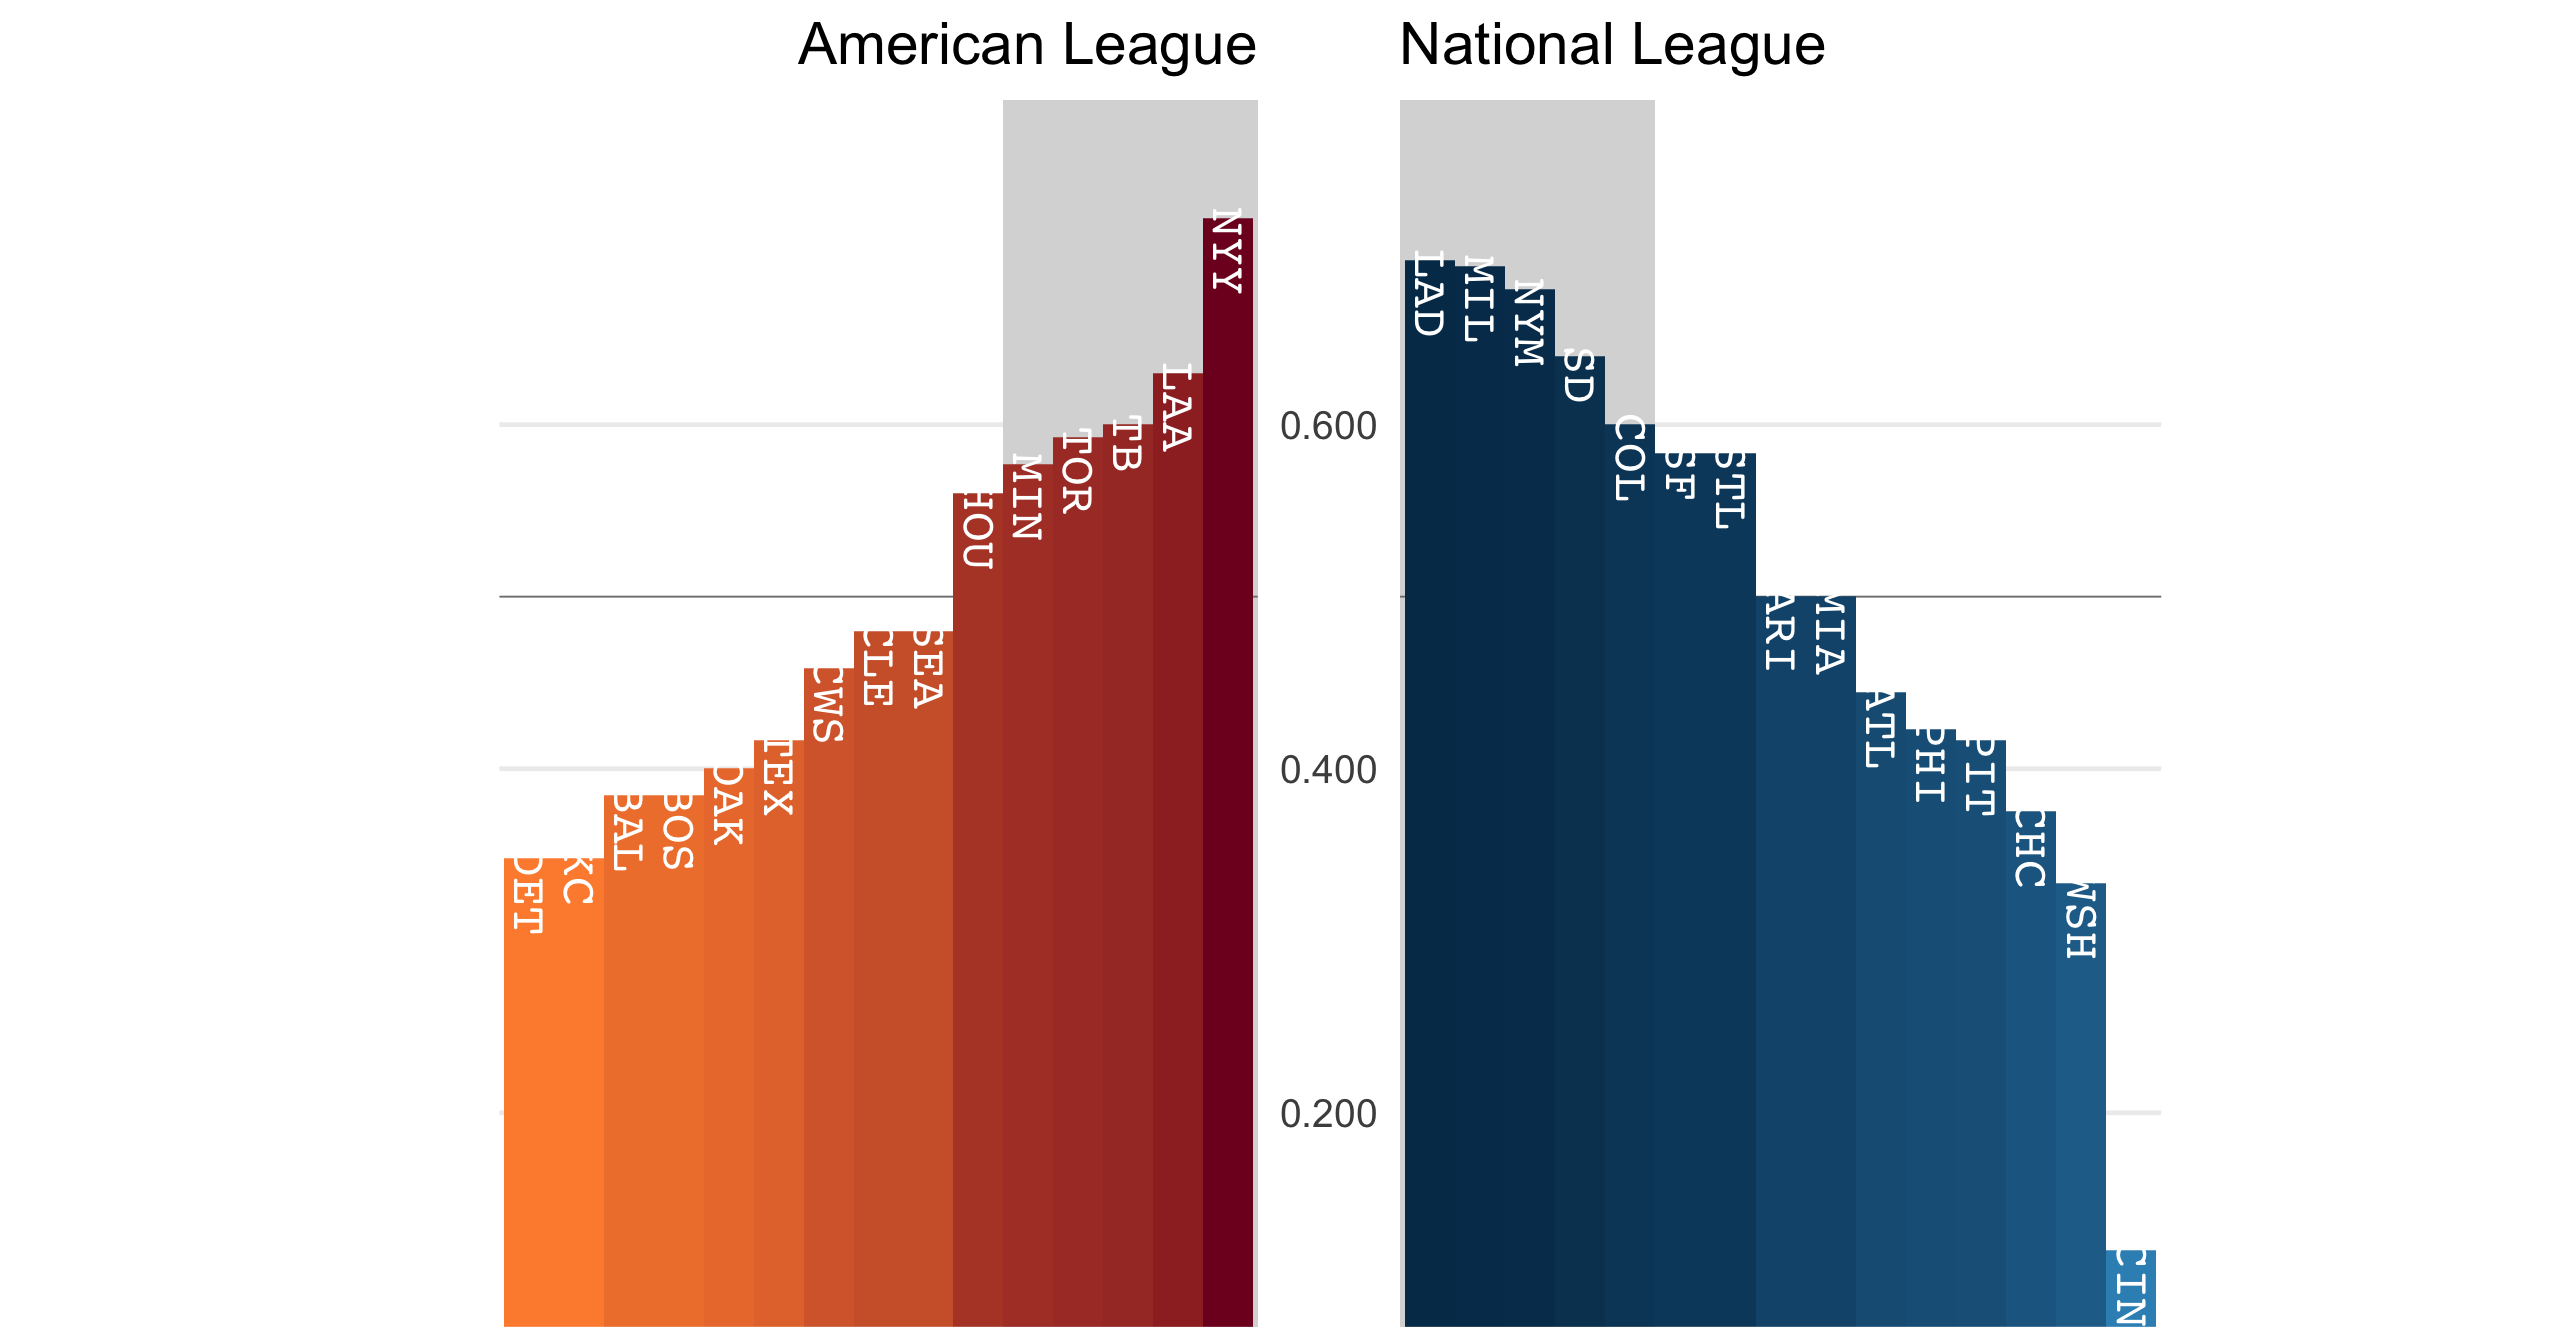 American League
National League
NYY
LAD
MIL
NYM
SD
LAA
TB
COL
0.600
TOR
MIN
SF
STL
HOU
ARI
MIA
SEA
CLE
CWS
ATL
PHI
PIT
TEX
OAK
0.400
BOS
BAL
CHC
KC
DET
WSH
0.200
CIN